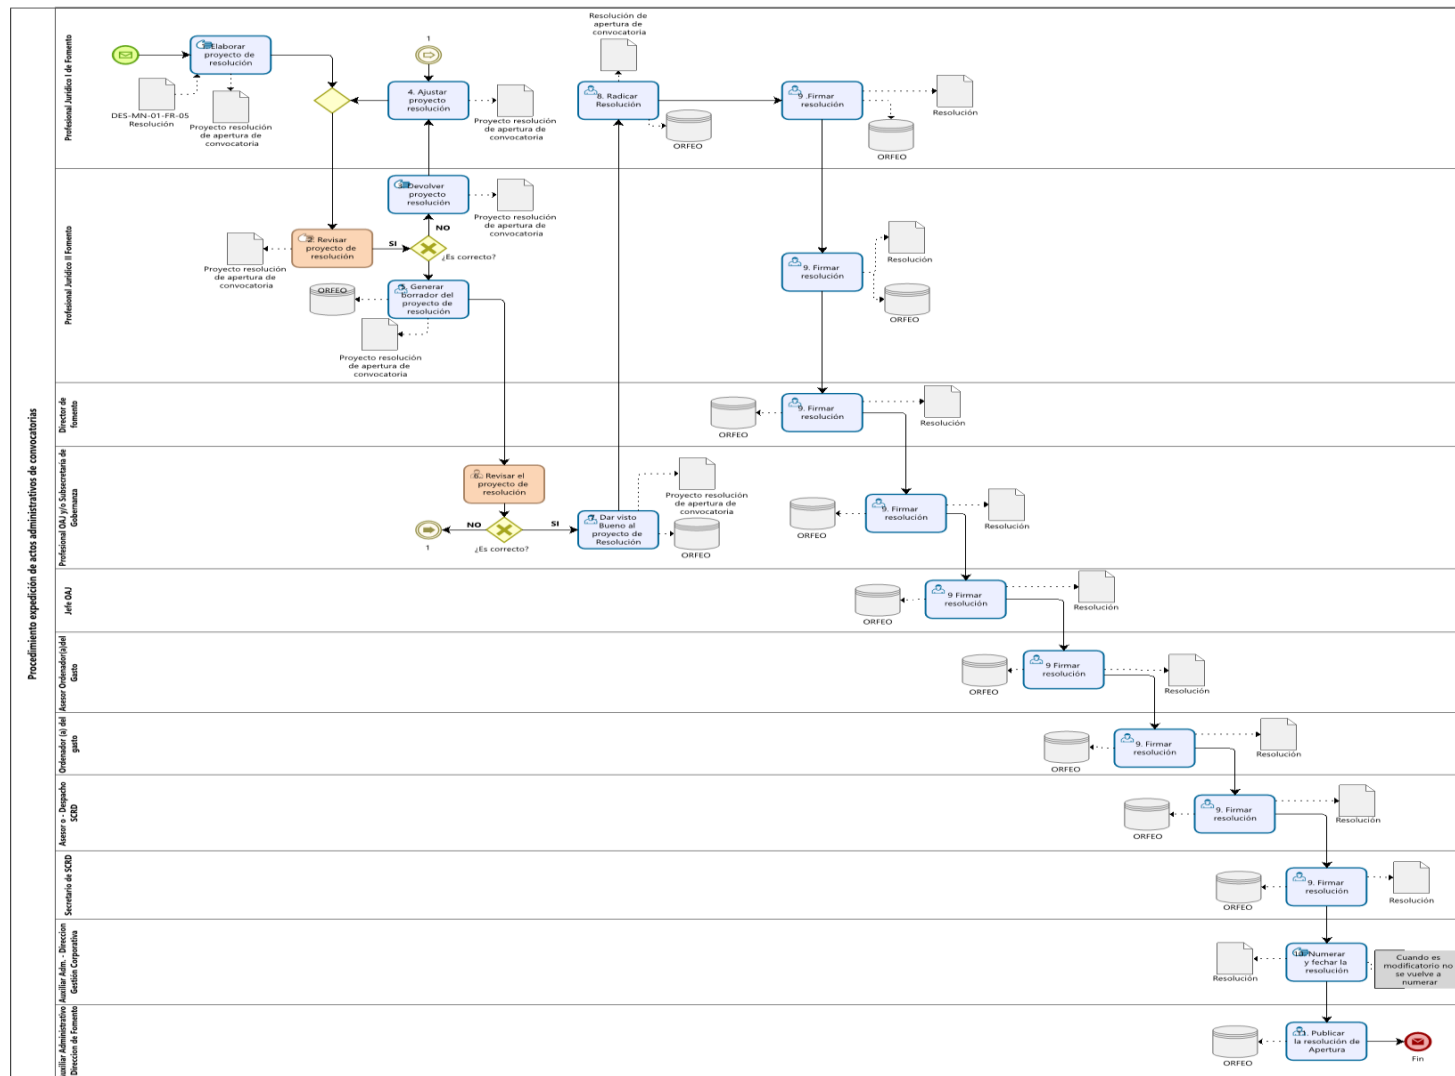 Procedimiento expedición de actos administrativos de convocatorias
Profesional Jurídico I de Fomento
Elaborar
proyecto de
resolución
DES-MN-01-FR-05
Resolución
Proyecto resolución
de apertura de
convocatoria
1
4. Ajustar
proyecto
resolución
Proyecto resolución
de apertura de
convocatoria
Resolución de
apertura de
convocatoria
8. Radicar
Resolución
ORFEO
9 .Firmar
resolución
Resolución
ORFEO
Profesional Jurídico II Fomento
Devolver
proyecto
resolución
Proyecto resolución
de apertura de
convocatoria
2. Revisar
proyecto de
resolución
Proyecto resolución
de apertura de
convocatoria
SI
NO
¿Es correcto?
Generar
borrador del
proyecto de
resolución
ORFEO
Proyecto resolución
de apertura de
convocatoria
9. Firmar
resolución
Resolución
ORFEO
Director de
fomento
9. Firmar
resolución
ORFEO
Resolución
Profesional OAJ y/o Subsecretaria de
Gobernanza
Revisar el
proyecto de
resolución
NO
SI
1
¿Es correcto?
Dar visto
Bueno al
proyecto de
Resolución
Proyecto resolución
de apertura de
convocatoria
ORFEO
9. Firmar
resolución
ORFEO
Resolución
Jefe OAJ
9 Firmar
resolución
ORFEO
Resolución
Asesor Ordenador(a)del
Gasto
9 Firmar
resolución
ORFEO
Resolución
Ordenador (a) del
gasto
9. Firmar
resolución
ORFEO
Resolución
Asesor o - Despacho
SCRD
9. Firmar
resolución
ORFEO
Resolución
Secretario de SCRD
9. Firmar
resolución
ORFEO
Resolución
Auxiliar Adm. - Direccion
Gestión Corporativa
Numerar
y fechar la
resolución
Resolución
Cuando es
modificatorio no
se vuelve a
numerar
Auxiliar Administrativo
Direccion de Fomento
Publicar
la resolución de
Apertura
ORFEO
Fin